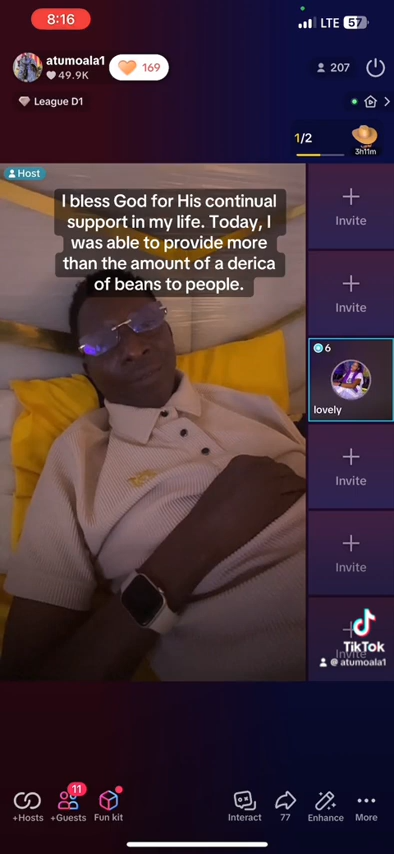 8:16
LTE 57
atumoala1
49.9K
169
207
League D1
1/2
3h11m
Host
I bless God for His continual
support in my life. Today, I
was able to provide more
than the amount of a derica
of beans to people.
Invite
Invite
6
lovely
Invite
Invite
Invite
TikTok
@atumoala1
11
+Hosts
+Guests
Fun kit
Interact
77
Enhance
More